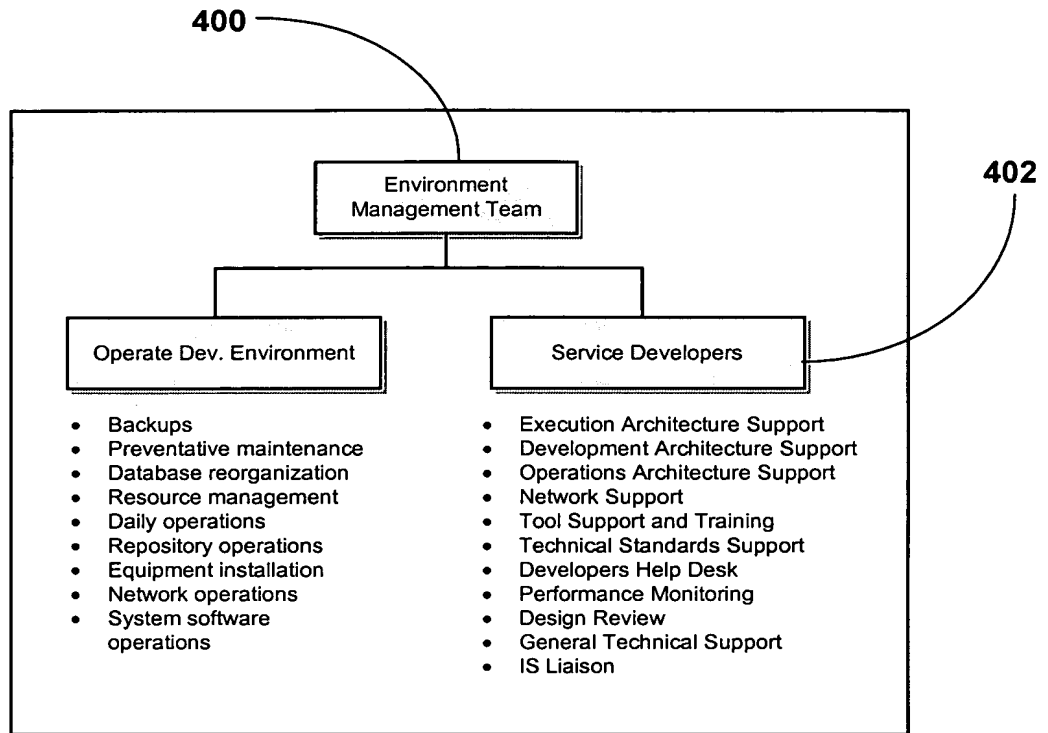 400
402
Environment
Management Team
Operate Dev. Environment
Service Developers
• Backups
• Preventative maintenance
• Database reorganization
• Resource management
• Daily operations
• Repository operations
• Equipment installation
• Network operations
• System software
operations
• Execution Architecture Support
• Development Architecture Support
• Operations Architecture Support
• Network Support
• Tool Support and Training
• Technical Standards Support
• Developers Help Desk
• Performance Monitoring
• Design Review
• General Technical Support
• IS Liaison